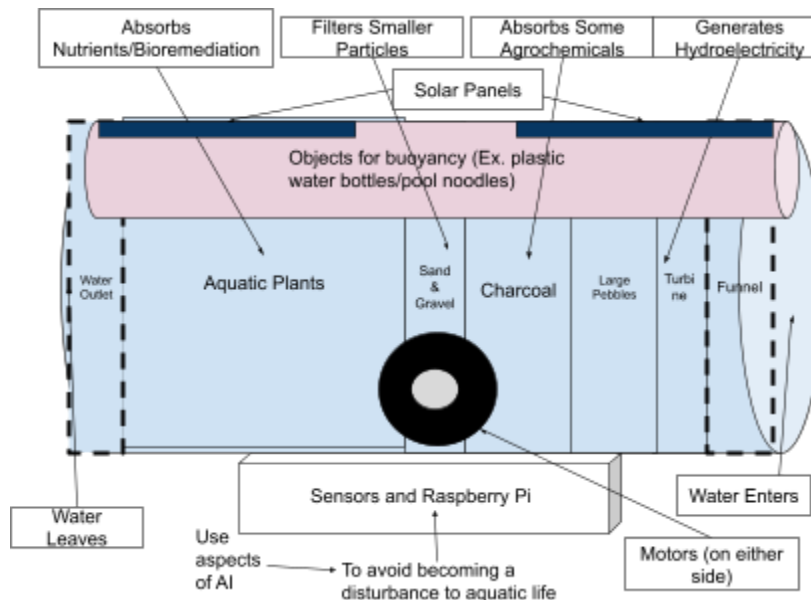 Absorbs
Nutrients/Bioremediation
Filters Smaller
Particles
Absorbs Some
Agrochemicals
Generates
Hydroelectricity
Solar Panels
Objects for buoyancy (Ex. plastic
water bottles/pool noodles)
Water
Outlet
Aquatic Plants
Sand
&
Gravel
Charcoal
Large
Pebbles
Turbi
ne
Funnel
Sensors and Raspberry Pi
Water
Leaves
Water Enters
Use
aspects
of AI
To avoid becoming a
disturbance to aquatic life
Motors (on either
side)